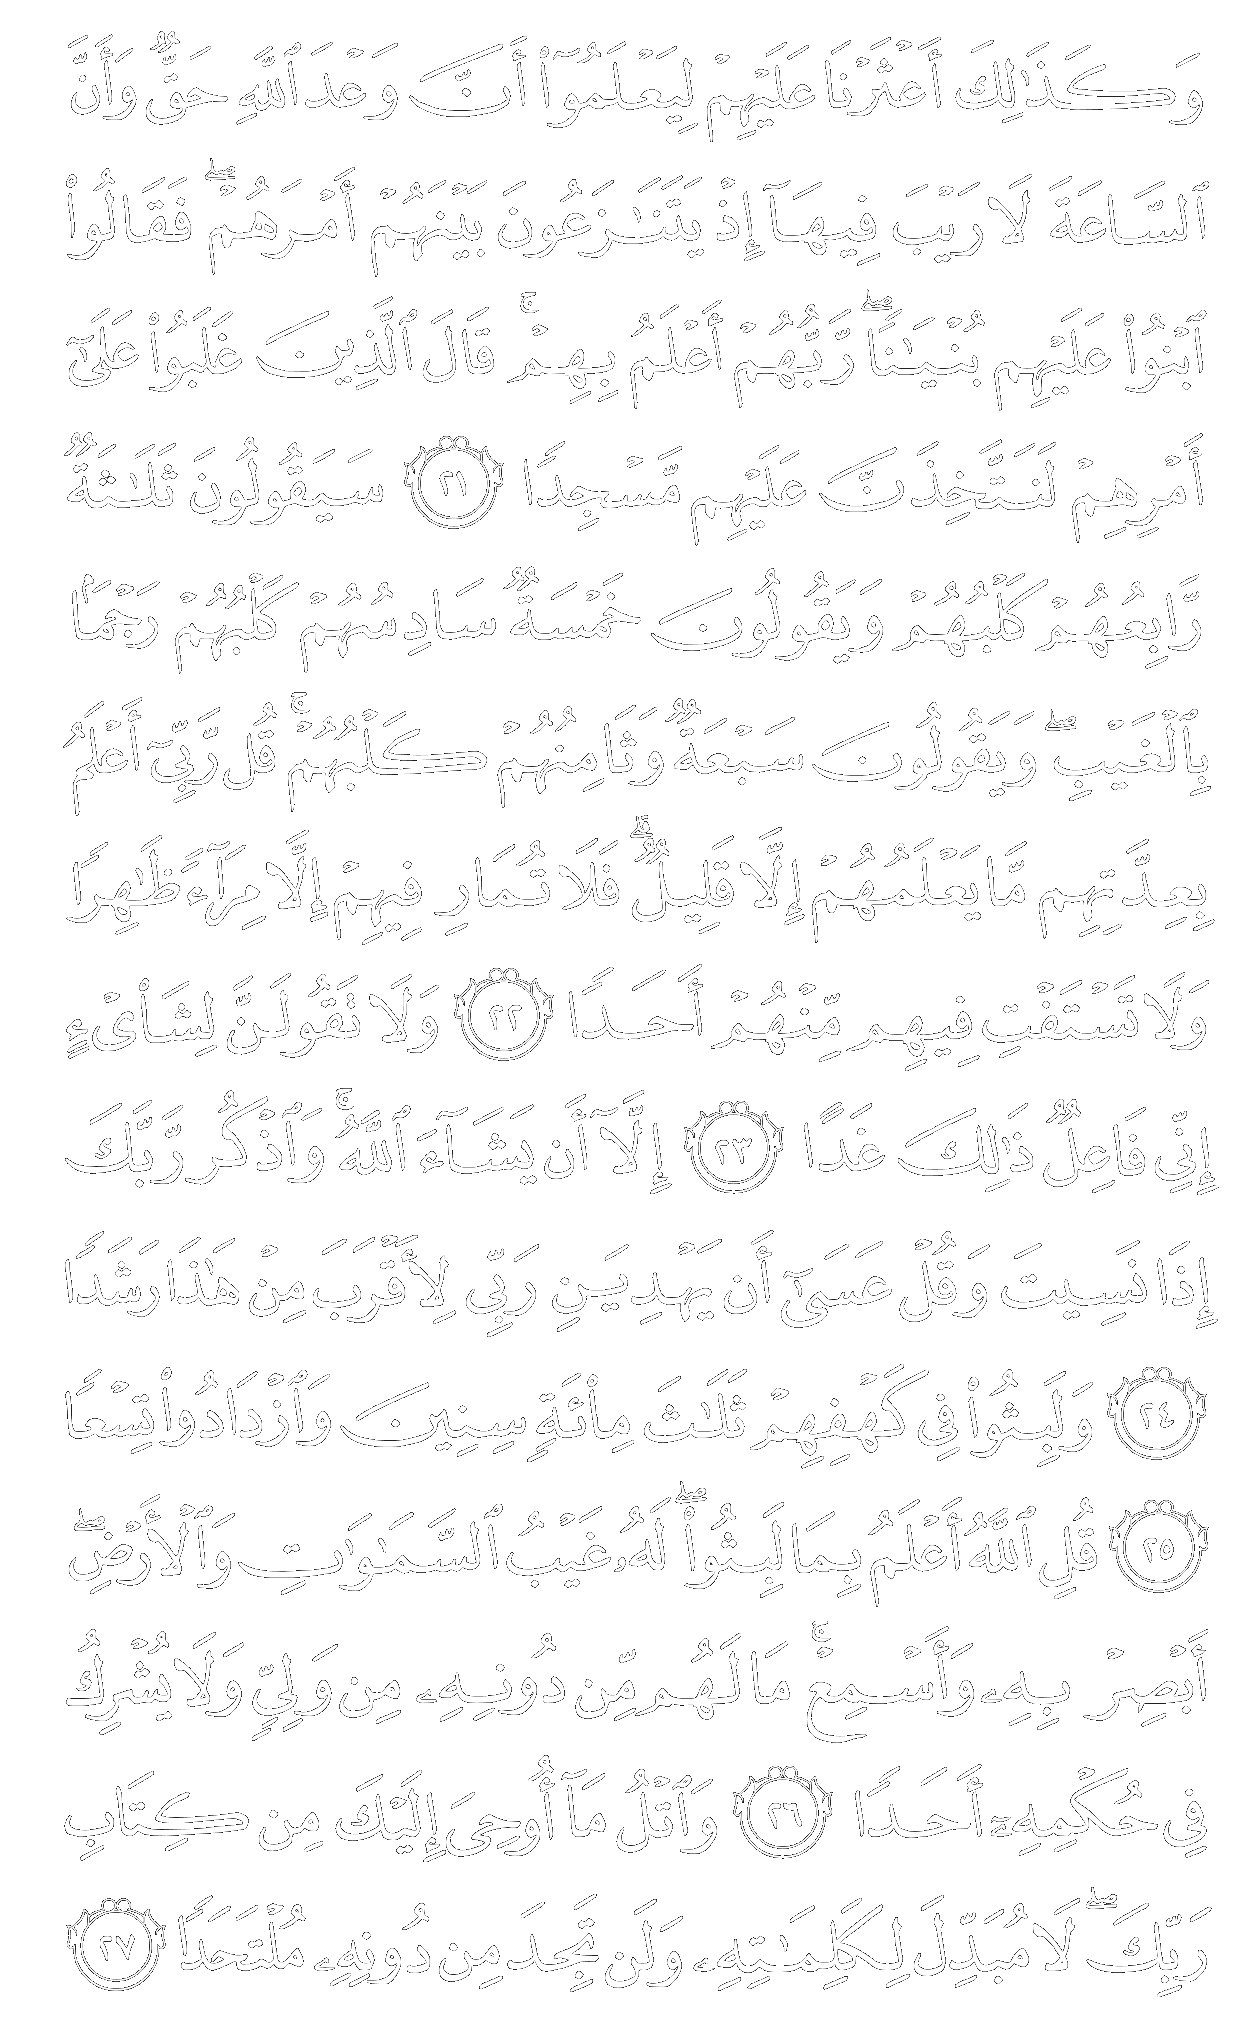 وَكَذَٰلِكَ أَعْثَرْنَا عَلَيْهِمْ لِيَعْلَمُوٓا۟ أَنَّ وَعْدَ ٱللَّهِ حَقٌّ وَأَنَّ
ٱلسَّاعَةَ لَا رَيْبَ فِيهَآ إِذْ يَتَنَـٰزَعُونَ بَيْنَهُمْ أَمْرَهُمْ ۖ فَقَالُوا۟
ٱبْنُوا۟ عَلَيْهِم بُنْيَـٰنًا ۖ رَّبُّهُمْ أَعْلَمُ بِهِمْ ۚ قَالَ ٱلَّذِينَ غَلَبُوا۟ عَلَىٰٓ
أَمْرِهِمْ لَنَتَّخِذَنَّ عَلَيْهِم مَّسْجِدًا ٢١ سَيَقُولُونَ ثَلَـٰثَةٌ
رَّابِعُهُمْ كَلْبُهُمْ وَيَقُولُونَ خَمْسَةٌ سَادِسُهُمْ كَلْبُهُمْ رَجْمًۢا
بِٱلْغَيْبِ ۖ وَيَقُولُونَ سَبْعَةٌ وَثَامِنُهُمْ كَلْبُهُمْ ۚ قُل رَّبِّىٓ أَعْلَمُ
بِعِدَّتِهِم مَّا يَعْلَمُهُمْ إِلَّا قَلِيلٌ ۗ فَلَا تُمَارِ فِيهِمْ إِلَّا مِرَآءً ظَـٰهِرًا
وَلَا تَسْتَفْتِ فِيهِم مِّنْهُمْ أَحَدًا ٢٢ وَلَا تَقُولَنَّ لِشَا۟ىْءٍ
إِنِّى فَاعِلٌ ذَٰلِكَ غَدًا ٢٣ إِلَّآ أَن يَشَآءَ ٱللَّهُ ۚ وَٱذْكُر رَّبَّكَ
إِذَا نَسِيتَ وَقُلْ عَسَىٰٓ أَن يَهْدِيَنِ رَبِّى لِأَقْرَبَ مِنْ هَـٰذَا رَشَدًا
٢٤ وَلَبِثُوا۟ فِى كَهْفِهِمْ ثَلَـٰثَ مِا۟ئَةٍ سِنِينَ وَٱزْدَادُوا۟ تِسْعًا
٢٥ قُلِ ٱللَّهُ أَعْلَمُ بِمَا لَبِثُوا۟ ۖ لَهُۥ غَيْبُ ٱلسَّمَـٰوَٰتِ وَٱلْأَرْضِ ۖ
أَبْصِرْ بِهِۦ وَأَسْمِعْ ۚ مَا لَهُم مِّن دُونِهِۦ مِن وَلِىٍّ وَلَا يُشْرِكُ
فِى حُكْمِهِۦٓ أَحَدًا ٢٦ وَٱتْلُ مَآ أُوحِىَ إِلَيْكَ مِن كِتَابِ
رَبِّكَ ۖ لَا مُبَدِّلَ لِكَلِمَـٰتِهِۦ وَلَن تَجِدَ مِن دُونِهِۦ مُلْتَحَدًا ٢٧